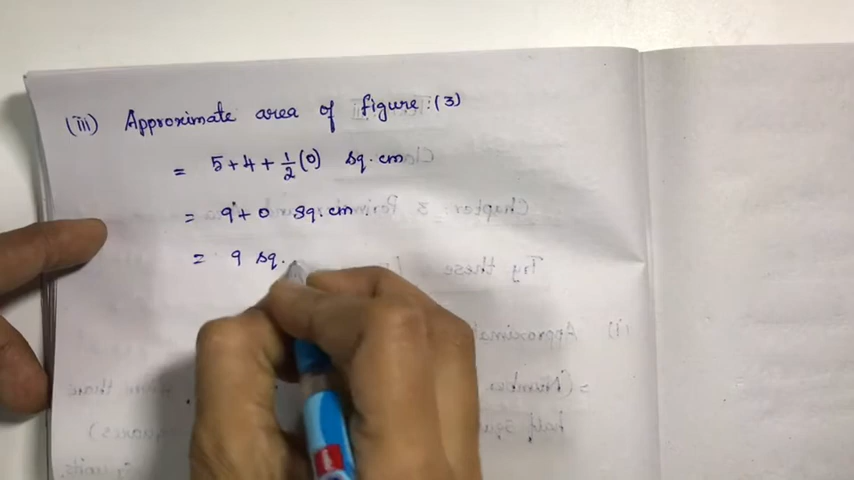 (iii) Approximate area of figure:(3)
= 5+4+1/2(0) sq.cm
= 9+0 sq.cm.
= 9 sq.